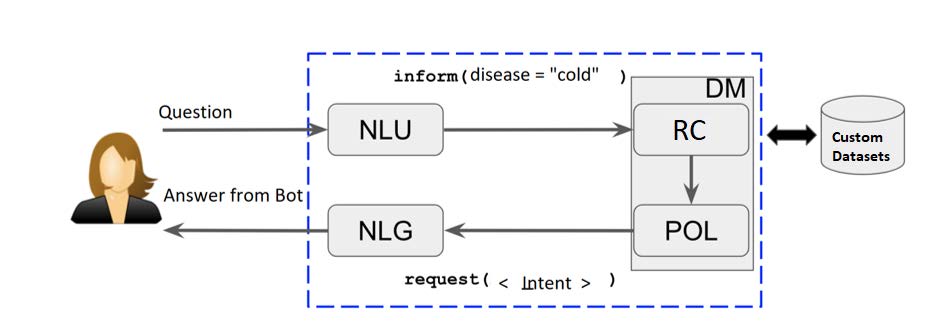 inform(disease = "cold" )
DM
Question
NLU
RC
Custom
Datasets
Answer from Bot
NLG
POL
request( < Intent > )